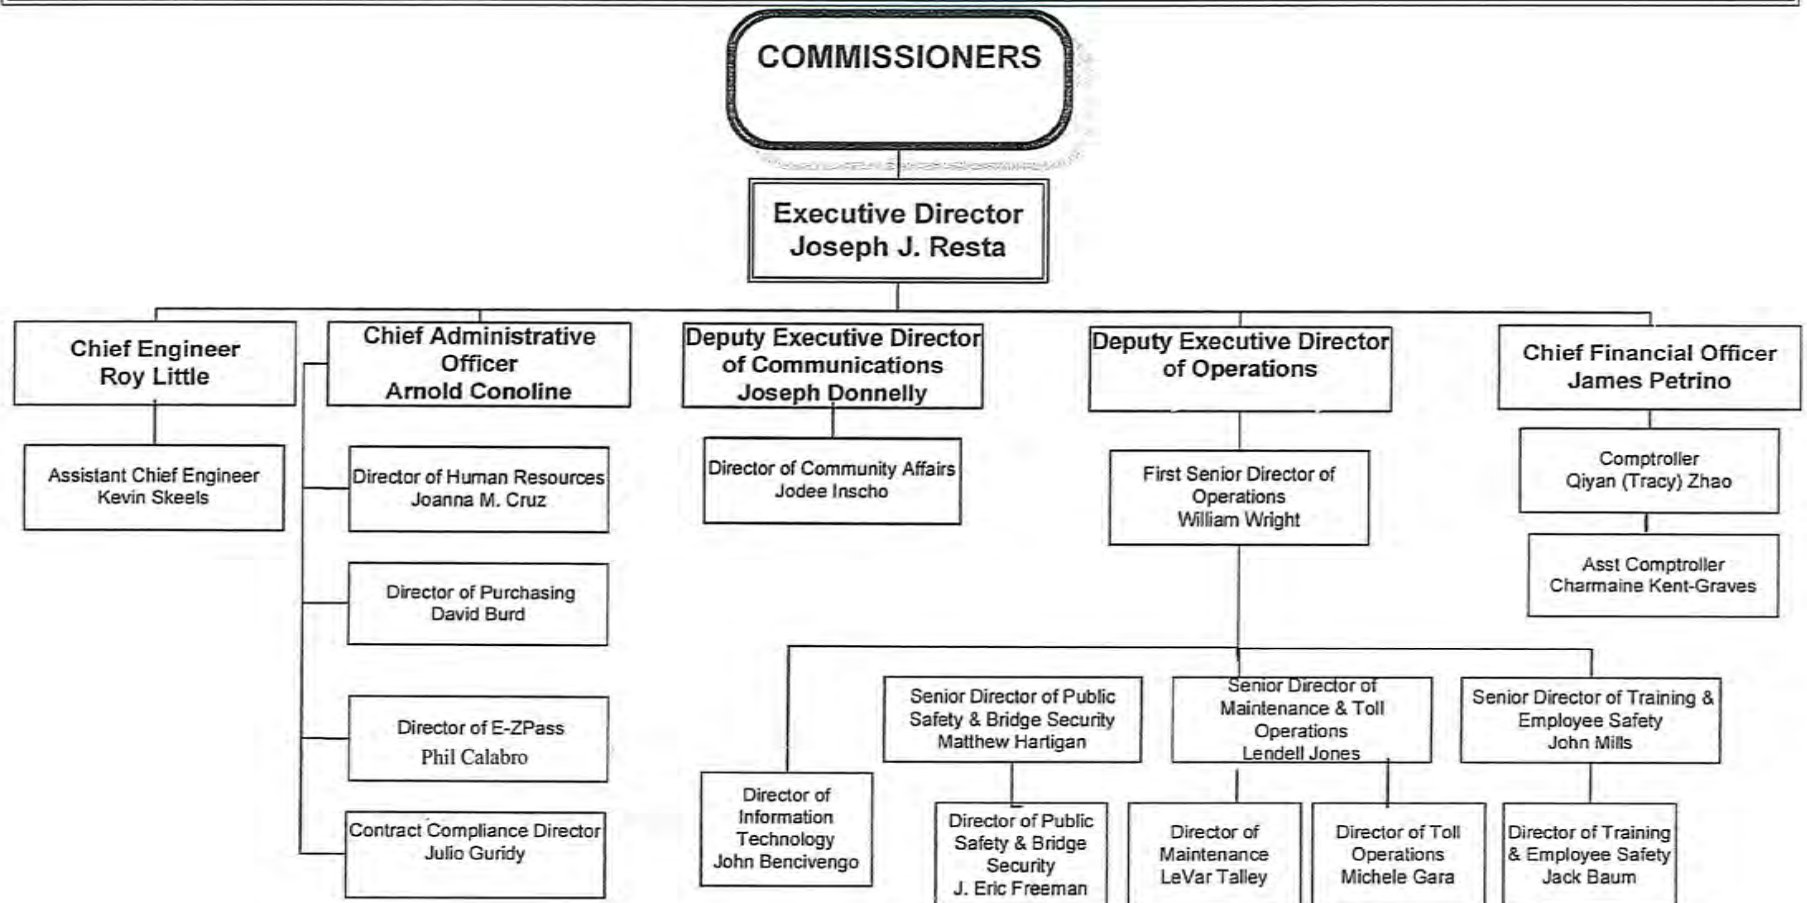 COMMISSIONERS
Executive Director
Joseph J. Resta
Chief Engineer
Roy Little
Chief Administrative
Officer
Arnold Conoline
Deputy Executive Director
of Communications
Joseph Donnelly
Deputy Executive Director
of Operations
Chief Financial Officer
James Petrino
Assistant Chief Engineer
Kevin Skeels
Director of Human Resources
Joanna M. Cruz
Director of Community Affairs
Jodee Inscho
First Senior Director of
Operations
William Wright
Comptroller
Qiyan (Tracy) Zhao
Asst Comptroller
Charmaine Kent-Graves
Director of Purchasing
David Burd
Director of E-ZPass
Phil Calabro
Contract Compliance Director
Julio Guridy
Senior Director of Public
Safety & Bridge Security
Matthew Hartigan
Senior Director of
Maintenance & Toll
Operations
Lendell Jones
Senior Director of Training &
Employee Safety
John Mills
Director of
Information
Technology
John Bencivengo
Director of Public
Safety & Bridge
Security
J. Eric Freeman
Director of
Maintenance
LeVar Talley
Director of Toll
Operations
Michele Gara
Director of Training
& Employee Safety
Jack Baum